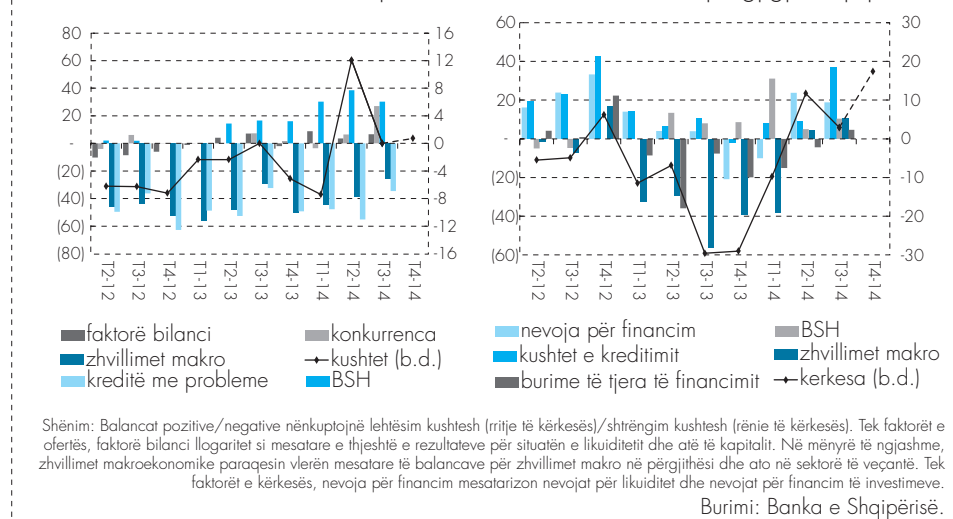 80 16 60 30
60 12 40 20
40 8 20 10
20 4 - 0
- 0 (20) -10
(20) -4 (40) -20
(40) -8 (60) -30
(60) -12
(80) -16
T2-12 T3-12 T4-12 T1-13 T2-13 T3-13 T4-13 T1-14 T2-14 T3-14 T4-14
T2-12 T3-12 T4-12 T1-13 T2-13 T3-13 T4-13 T1-14 T2-14 T3-14 T4-14
faktorë bilanci konkurrenca
zhvillimet makro kushtet (b.d.)
kreditë me probleme BSH
nevoja për financim BSH
kushtet e kreditimit zhvillimet makro
burime të tjera të financimit kerkesa (b.d.)
Shënim: Balancat pozitive/negative nënkuptojnë lehtësim kushtesh (rritje të kërkesës)/shtrëngim kushtesh (rënie të kërkesës). Tek faktorët e
ofertës, faktorë bilanci llogaritet si mesatare e thjeshtë e rezultateve për situatën e likuiditetit dhe atë të kapitalit. Në mënyrë të ngjashme,
zhvillimet makroekonomike paraqesin vlerën mesatare të balancave për zhvillimet makro në përgjithësi dhe ato në sektorë të veçantë. Tek
faktorët e kërkesës, nevoja për financim mesatarizon nevojat për likuiditet dhe nevojat për financim të investimeve.
Burimi: Banka e Shqipërisë.